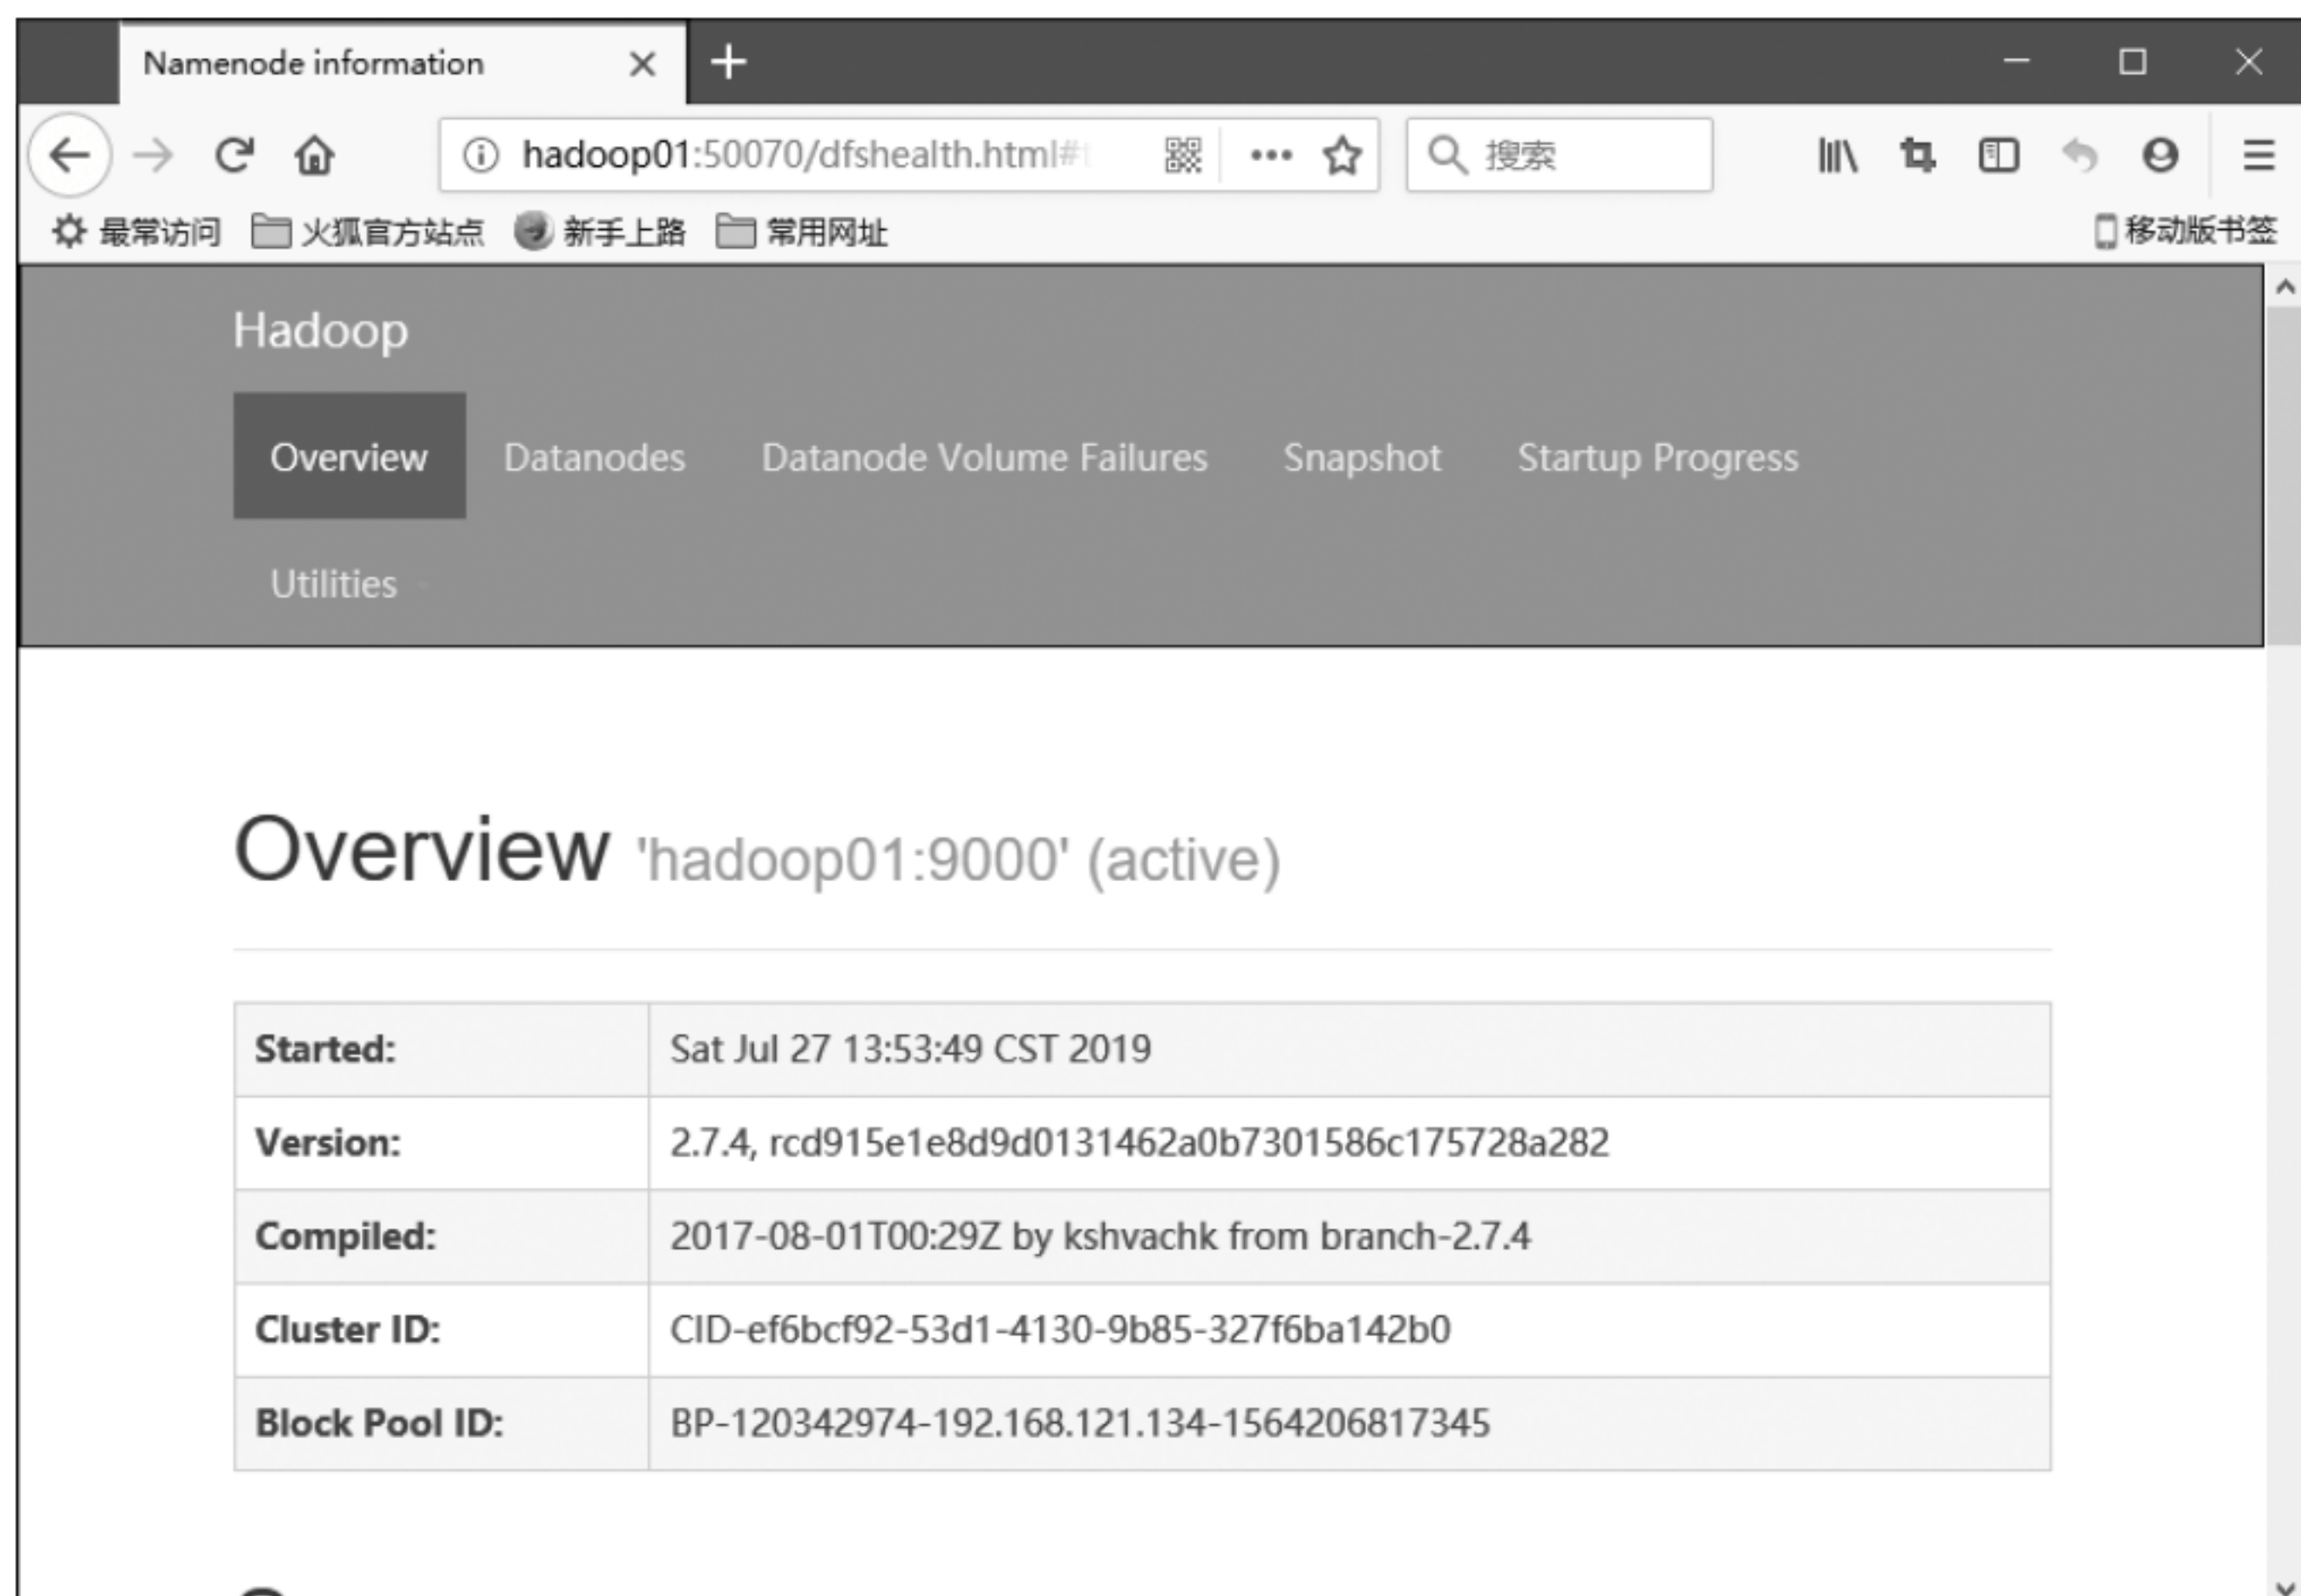 Namenode information
hadoop01:50070/dfshealth.html#t
搜索
最常访问 火狐官方站点 新手上路 常用网址 移动版书签
Hadoop
Overview Datanodes Datanode Volume Failures Snapshot Startup Progress
Utilities
Overview 'hadoop01:9000' (active)
Started: Sat Jul 27 13:53:49 CST 2019
Version: 2.7.4, rcd915e1e8d9d0131462a0b7301586c175728a282
Compiled: 2017-08-01T00:29Z by kshvachk from branch-2.7.4
Cluster ID: CID-ef6bcf92-53d1-4130-9b85-327f6ba142b0
Block Pool ID: BP-120342974-192.168.121.134-1564206817345